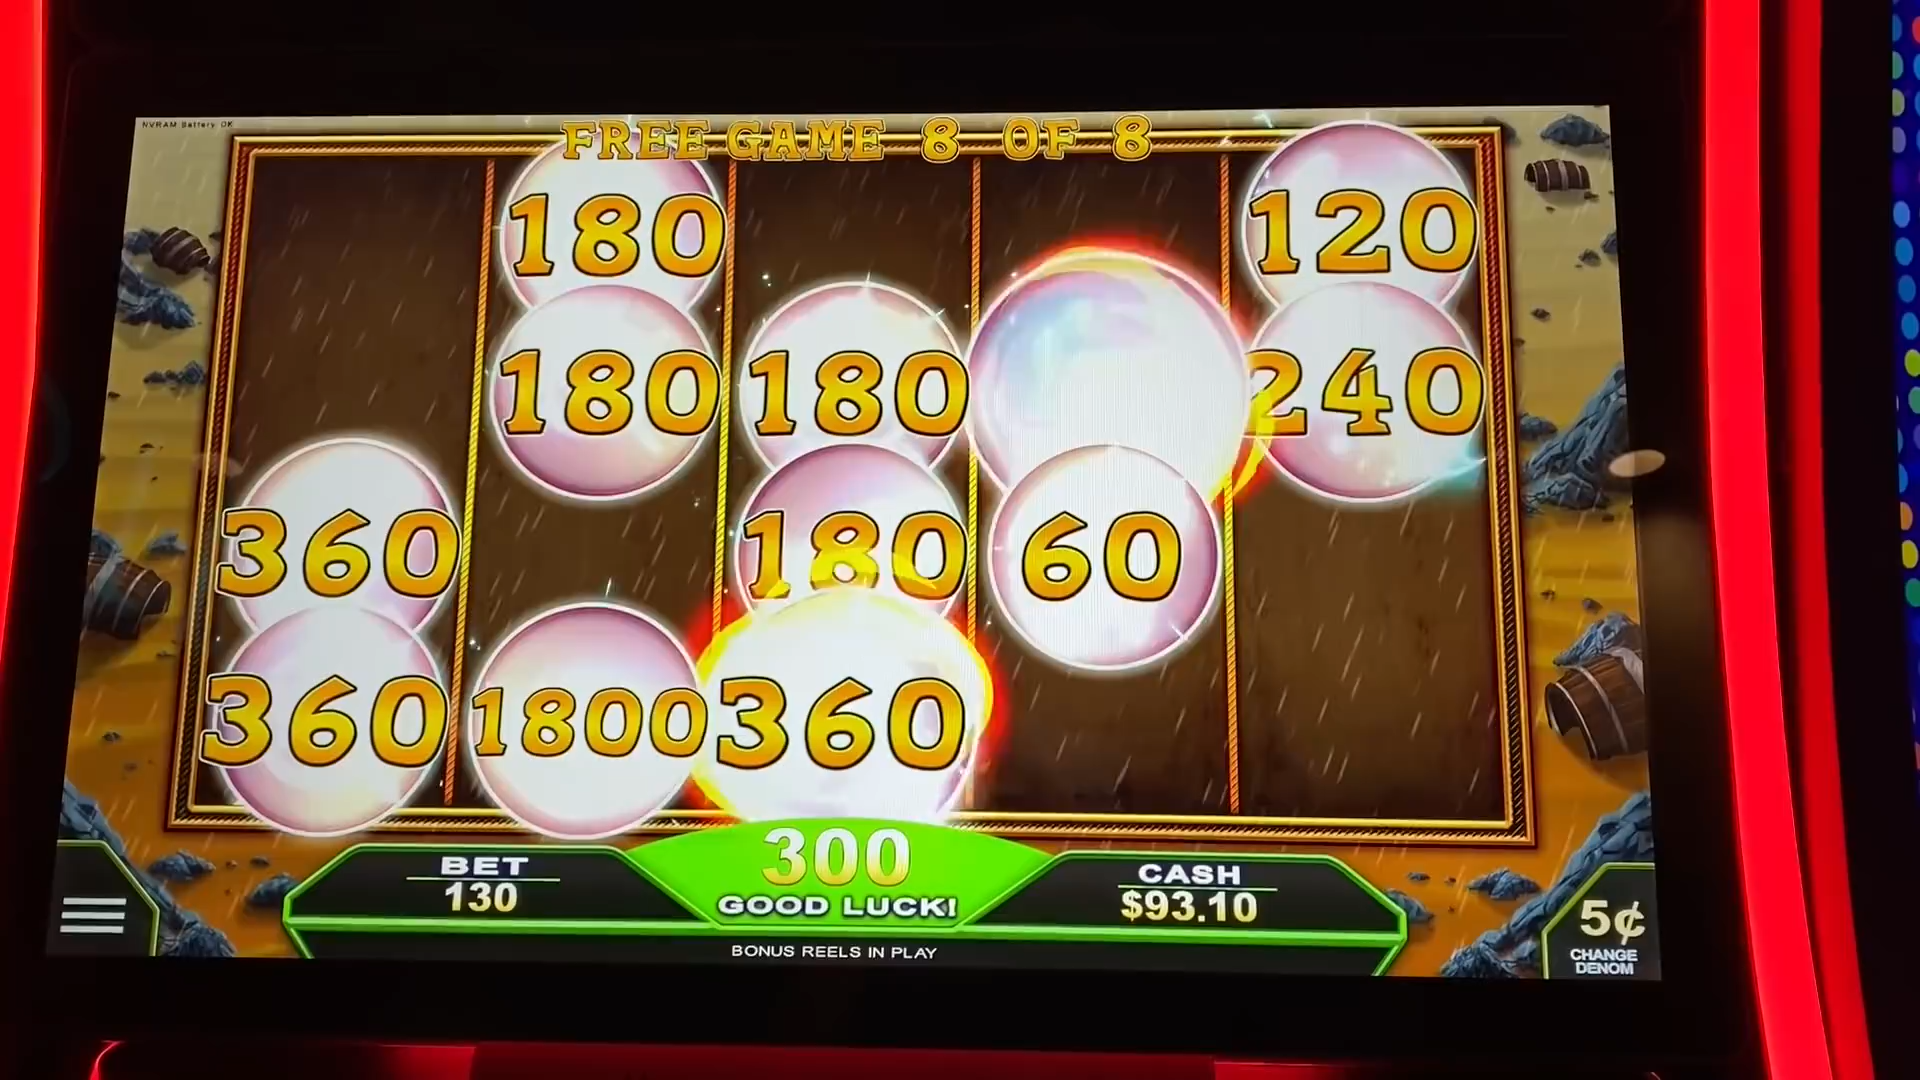 NVRAM Battery OK
FREE GAME 8 OF 8
180
120
180
180
240
360
180
60
360
1800
360
300
GOOD LUCK!
BET
130
CASH
$93.10
5¢
CHANGE
DENOM
BONUS REELS IN PLAY